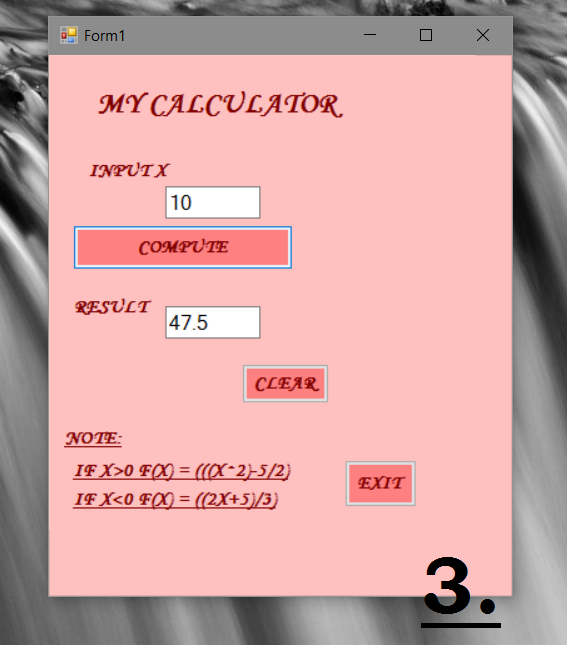 Form1
MY CALCULATOR
INPUT X
10
COMPUTE
RESULT
47.5
CLEAR
NOTE:
IF X>0 F(X) = (((X^2)-5/2)
IF X<0 F(X) = ((2X+5)/3)
EXIT
3.